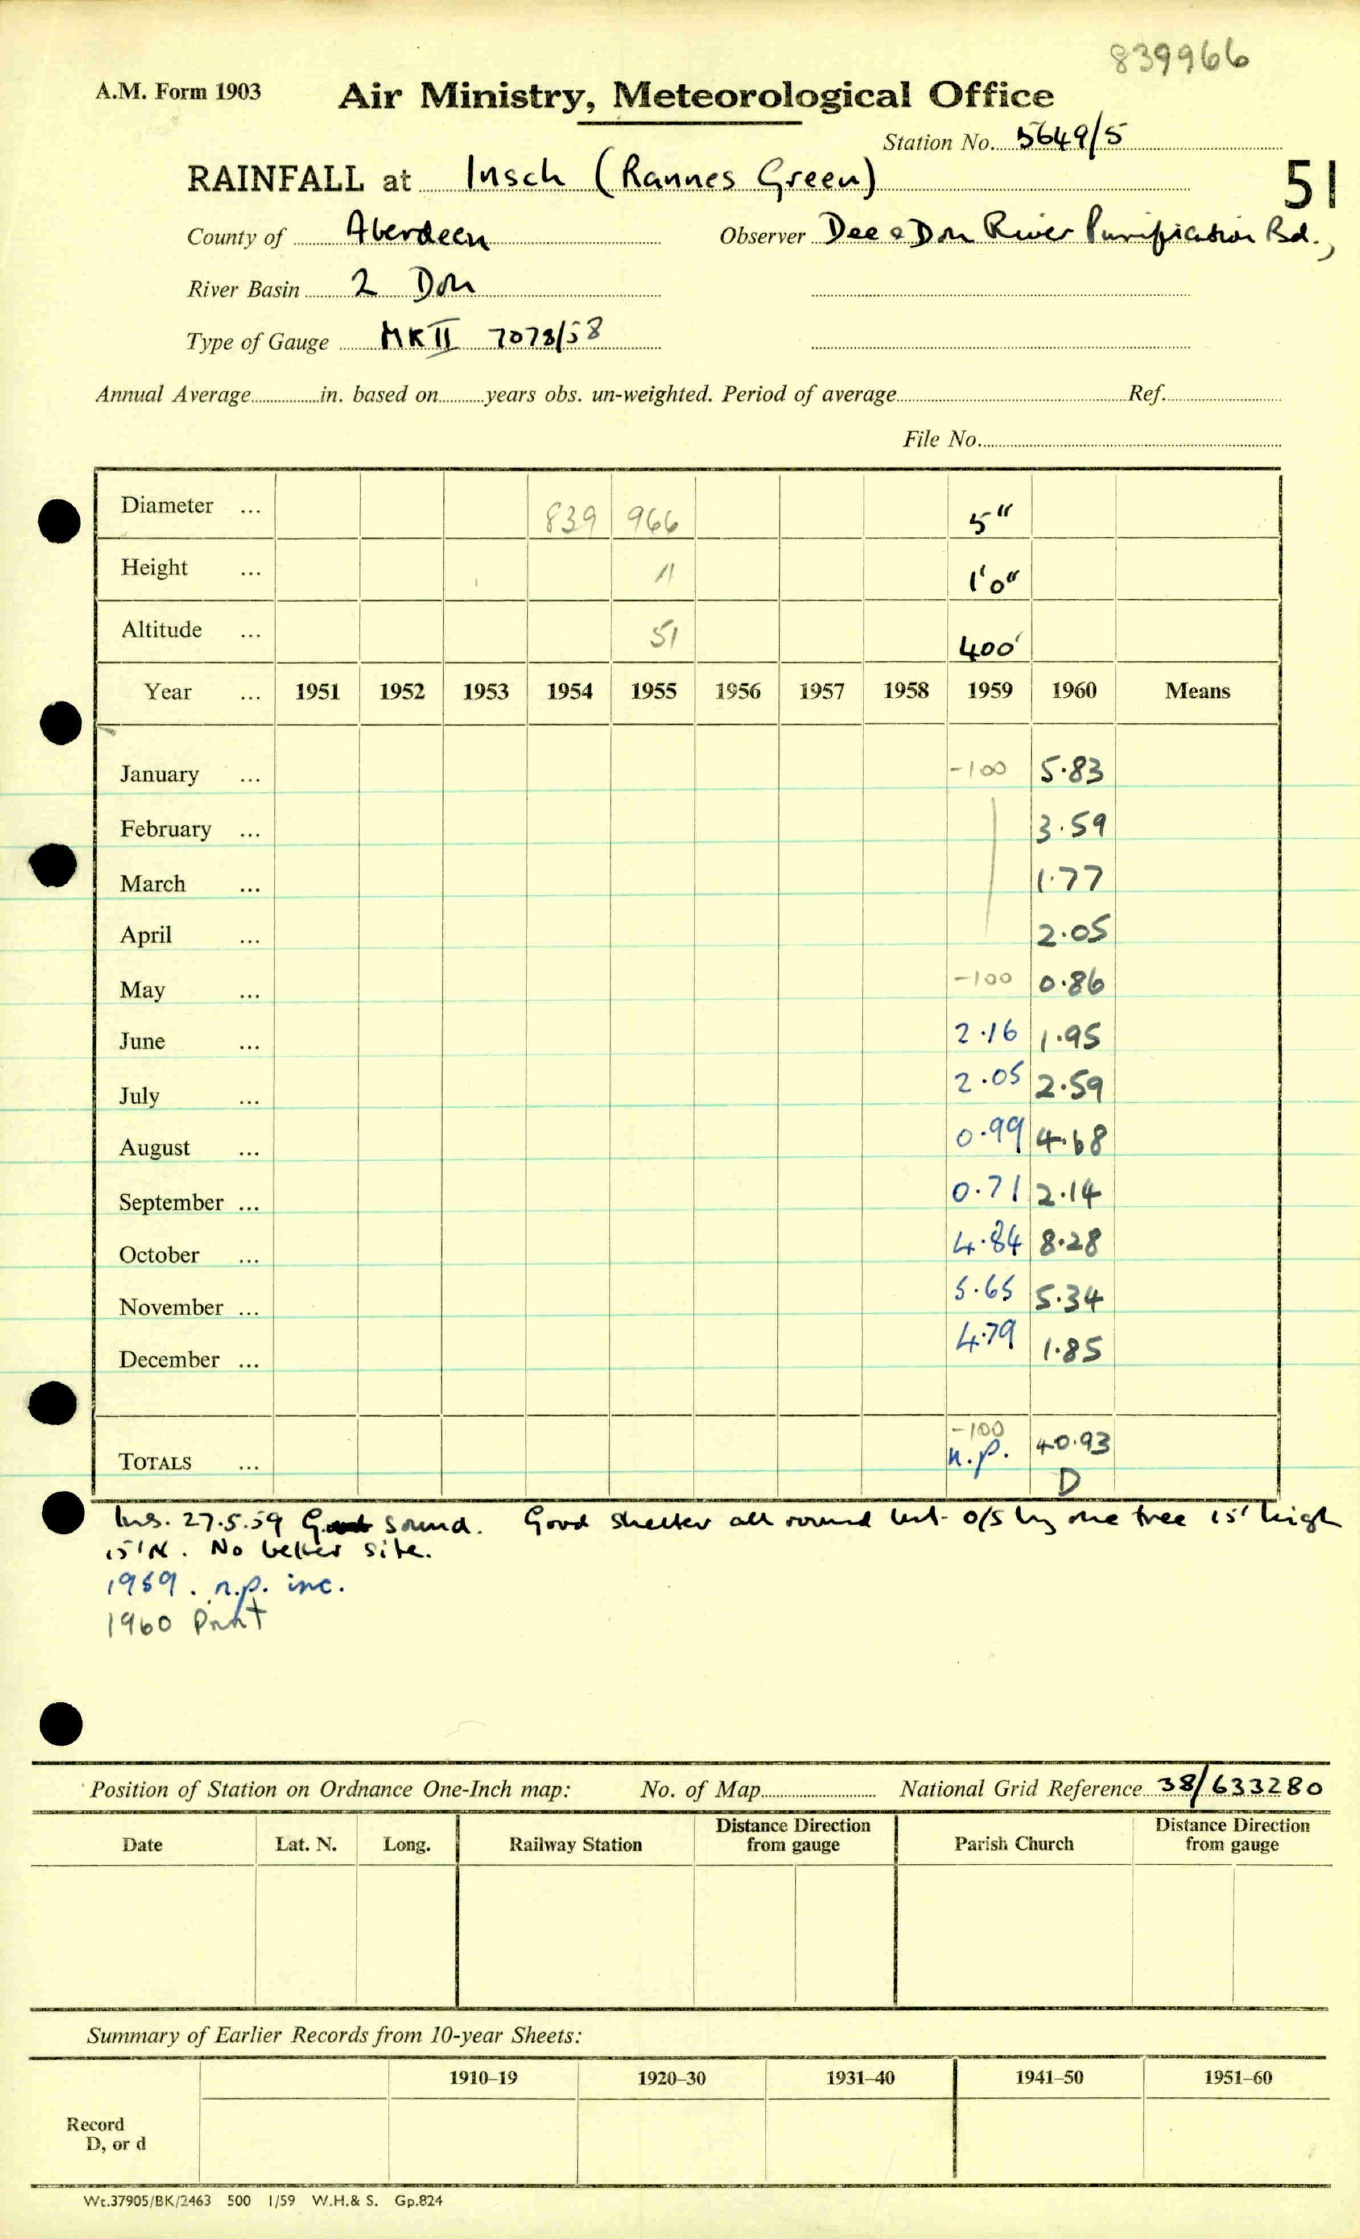 839966
A.M. Form 1903 Air Ministry, Meteorological Office
Station No. 5649/5
RAINFALL at Insch (Rannes Green) 51
County of Aberdeen Observer Dee & Don River Purification Bd.,
River Basin 2 Don
Type of Gauge MK II 7073/58
Annual Average in. based on years obs. un-weighted. Period of average Ref.
File No.
Diameter ... 839 966 5"
Height ... 1'0"
Altitude ... 51 400'
Year ... 1951 1952 1953 1954 1955 1956 1957 1958 1959 1960 Means
January ... -100 5.83
February ... 3.59
March ... 1.77
April ... 2.05
May ... -100 0.86
June ... 2.16 1.95
July ... 2.05 2.59
August ... 0.99 4.68
September ... 0.71 2.14
October ... 4.84 8.28
November ... 5.65 5.34
December ... 4.79 1.85
-100
TOTALS ... n.p. 40.93
D
Ins. 27.5.59 Sound. Good shelter all round but o/s by one tree 15' high
15'N. No better site.
1959. n.p. inc.
1960 Print
Position of Station on Ordnance One-Inch map: No. of Map National Grid Reference 38/633280
Date Lat. N. Long. Railway Station Distance Direction from gauge Parish Church Distance Direction from gauge
Summary of Earlier Records from 10-year Sheets:
1910–19 1920–30 1931–40 1941–50 1951–60
Record
D, or d
Wt.37905/BK/2463 500 1/59 W.H.& S. Gp.824